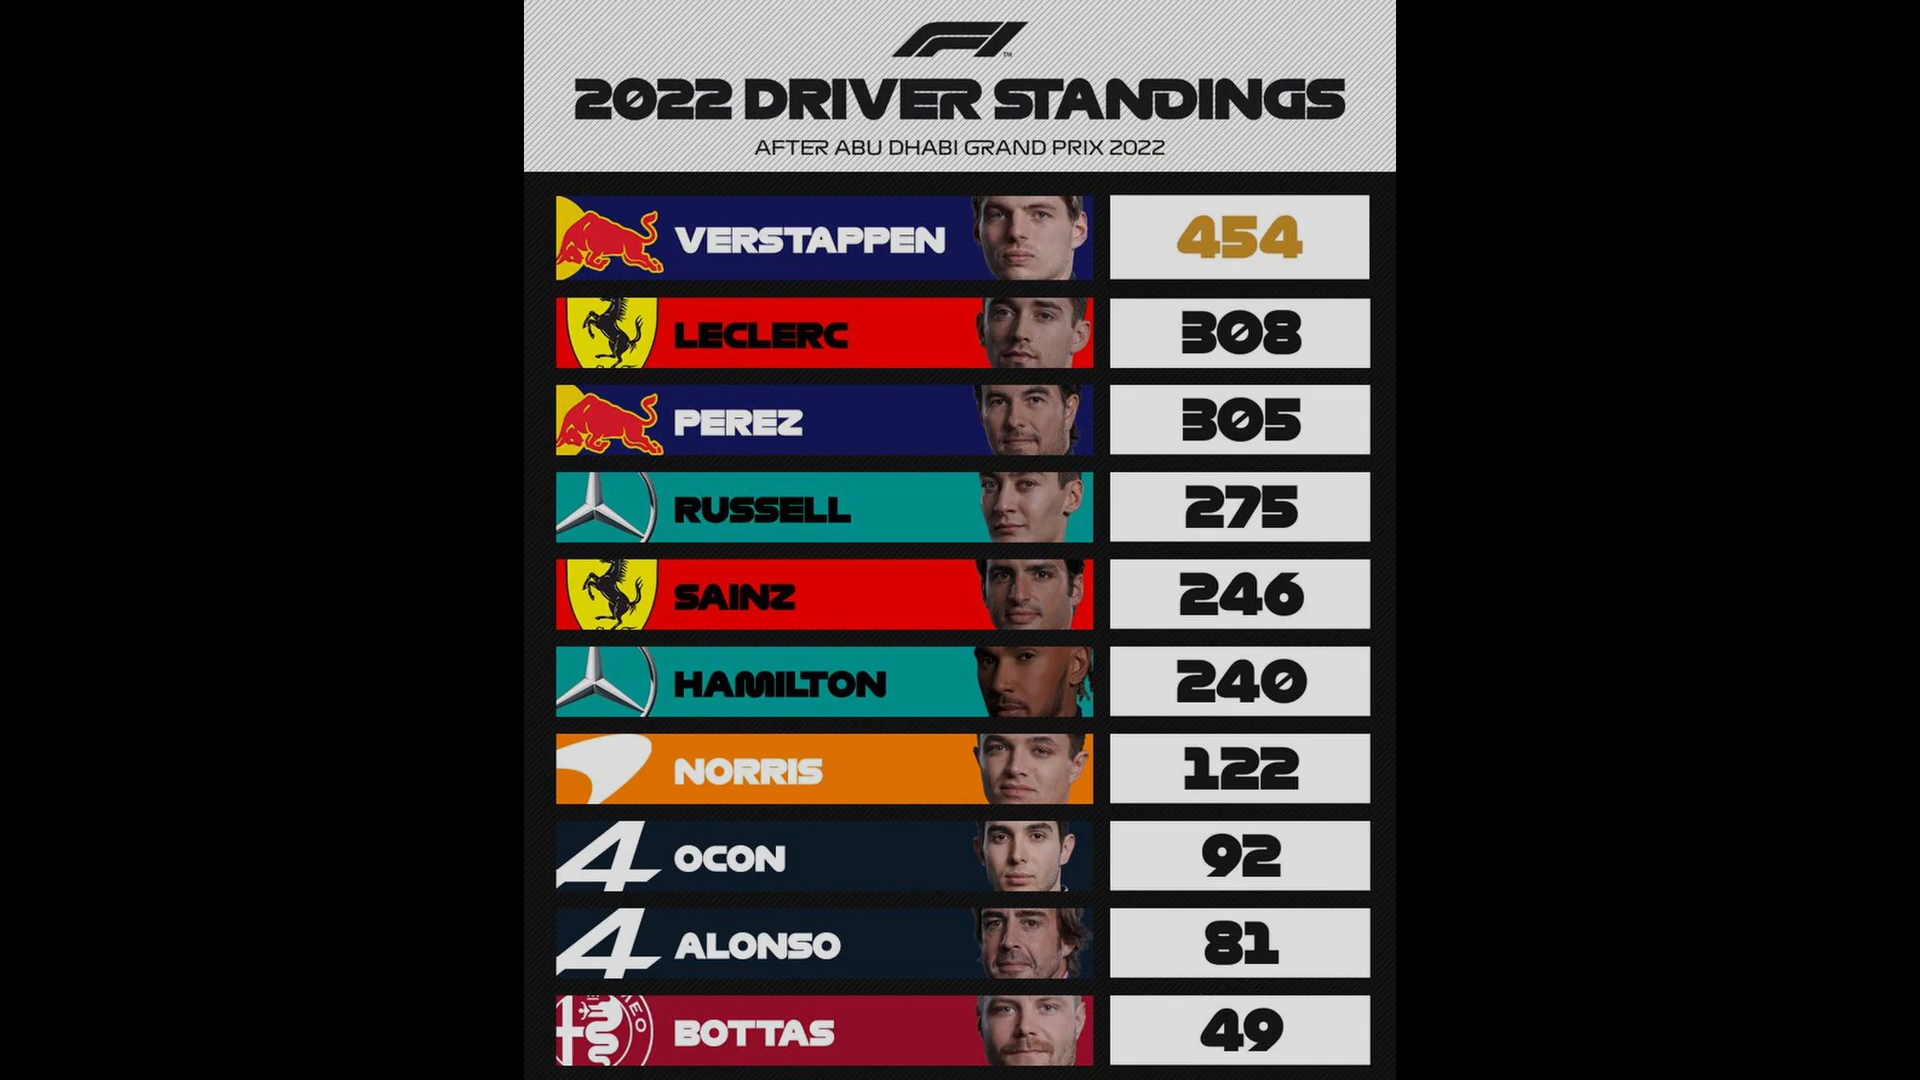 F1
TM
2022 DRIVER STANDINGS
AFTER ABU DHABI GRAND PRIX 2022
VERSTAPPEN 454
LECLERC 308
PEREZ 305
RUSSELL 275
SAINZ 246
HAMILTON 240
NORRIS 122
OCON 92
ALONSO 81
BOTTAS 49